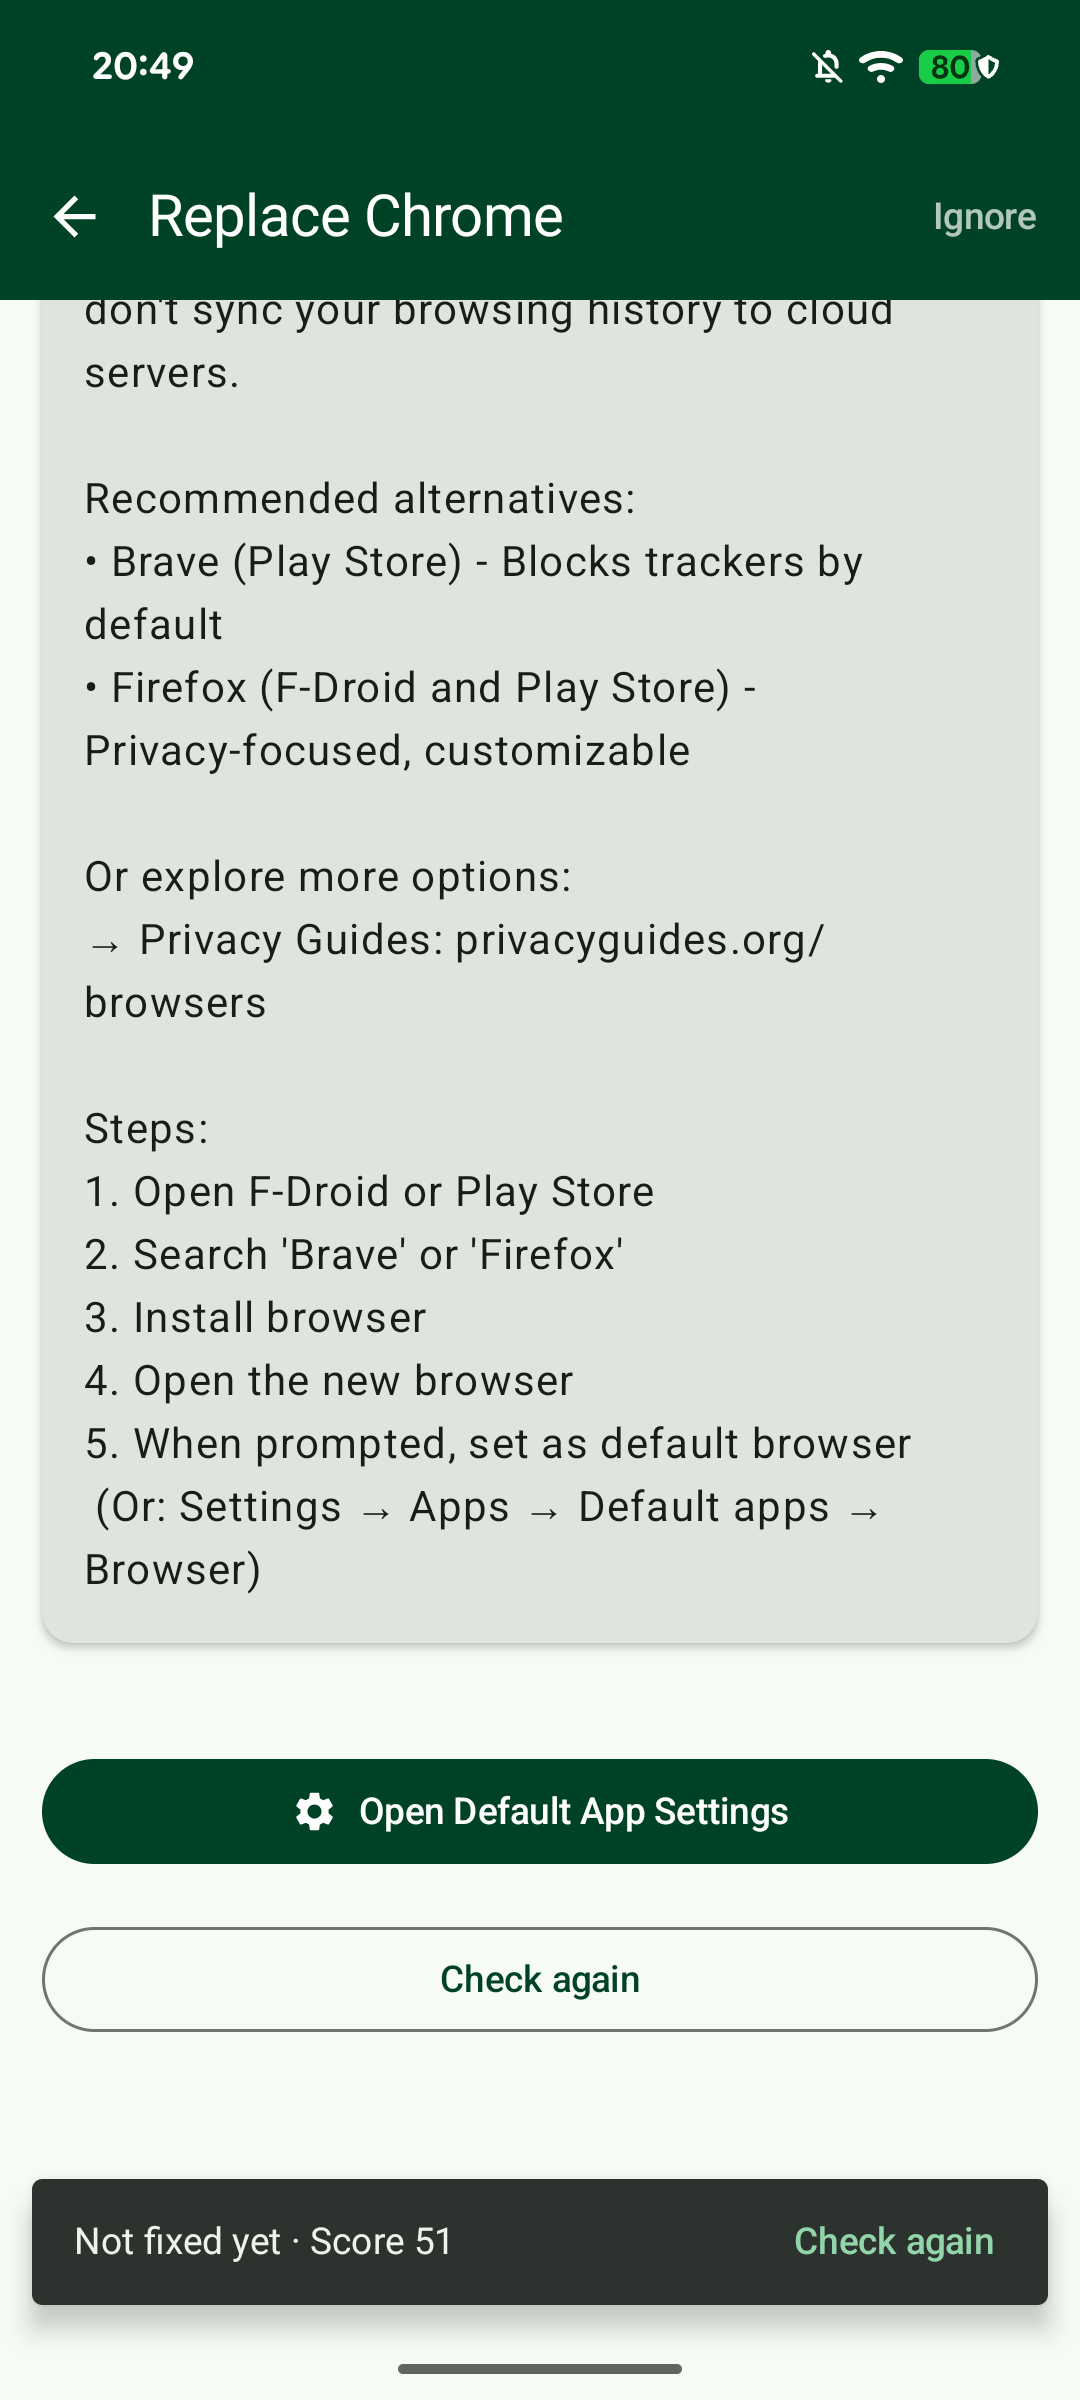 20:49
80
Replace Chrome
Ignore
don't sync your browsing history to cloud
servers.
Recommended alternatives:
• Brave (Play Store) - Blocks trackers by
default
• Firefox (F-Droid and Play Store) -
Privacy-focused, customizable
Or explore more options:
→ Privacy Guides: privacyguides.org/
browsers
Steps:
1. Open F-Droid or Play Store
2. Search 'Brave' or 'Firefox'
3. Install browser
4. Open the new browser
5. When prompted, set as default browser
(Or: Settings → Apps → Default apps →
Browser)
Open Default App Settings
Check again
Not fixed yet · Score 51
Check again